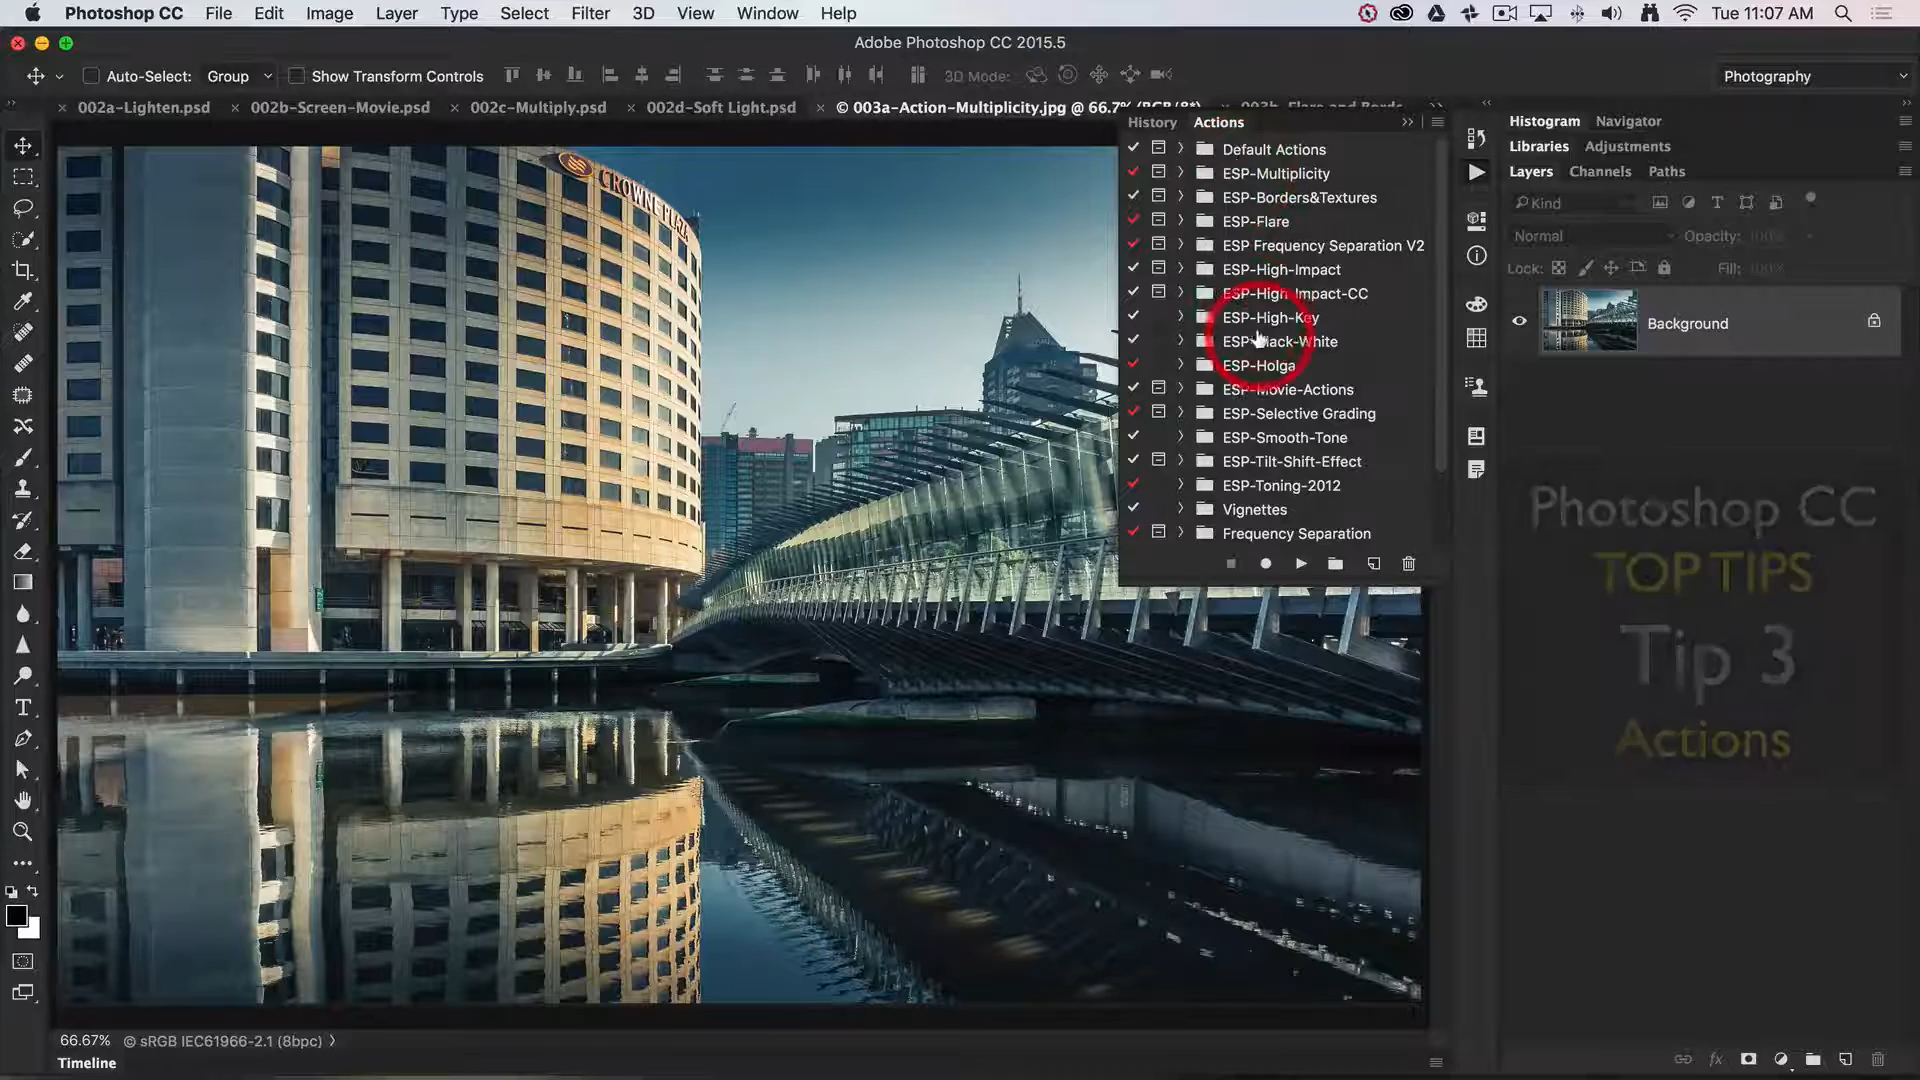 Photoshop CC File Edit Image Layer Type Select Filter 3D View Window Help Tue 11:07 AM
Adobe Photoshop CC 2015.5
Auto-Select: Group Show Transform Controls 3D Mode: Photography
002a-Lighten.psd 002b-Screen-Movie.psd 002c-Multiply.psd 002d-Soft Light.psd © 003a-Action-Multiplicity.jpg @ 66.7% (RGB/8*)
History Actions
Default Actions
ESP-Multiplicity
ESP-Borders&Textures
ESP-Flare
ESP Frequency Separation V2
ESP-High-Impact
ESP-High-Impact-CC
ESP-High-Key
ESP-Black-White
ESP-Holga
ESP-Movie-Actions
ESP-Selective Grading
ESP-Smooth-Tone
ESP-Tilt-Shift-Effect
ESP-Toning-2012
Vignettes
Frequency Separation
Histogram Navigator
Libraries Adjustments
Layers Channels Paths
Kind
Normal Opacity: 100%
Lock: Fill: 100%
Background
CROWNE PLAZA
Photoshop CC
TOP TIPS
Tip 3
Actions
66.67% © sRGB IEC61966-2.1 (8bpc)
Timeline